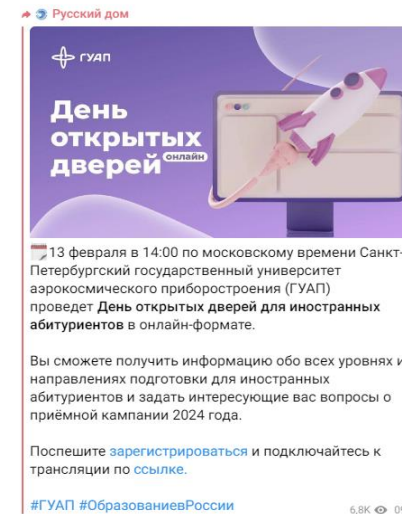 Русский дом
ГУАП
День
открытых
дверей онлайн
13 февраля в 14:00 по московскому времени Санкт-
Петербургский государственный университет
аэрокосмического приборостроения (ГУАП)
проведет День открытых дверей для иностранных
абитуриентов в онлайн-формате.
Вы сможете получить информацию обо всех уровнях и
направлениях подготовки для иностранных
абитуриентов и задать интересующие вас вопросы о
приёмной кампании 2024 года.
Поспешите зарегистрироваться и подключайтесь к
трансляции по ссылке.
#ГУАП #ОбразованиевРоссии
6,8K